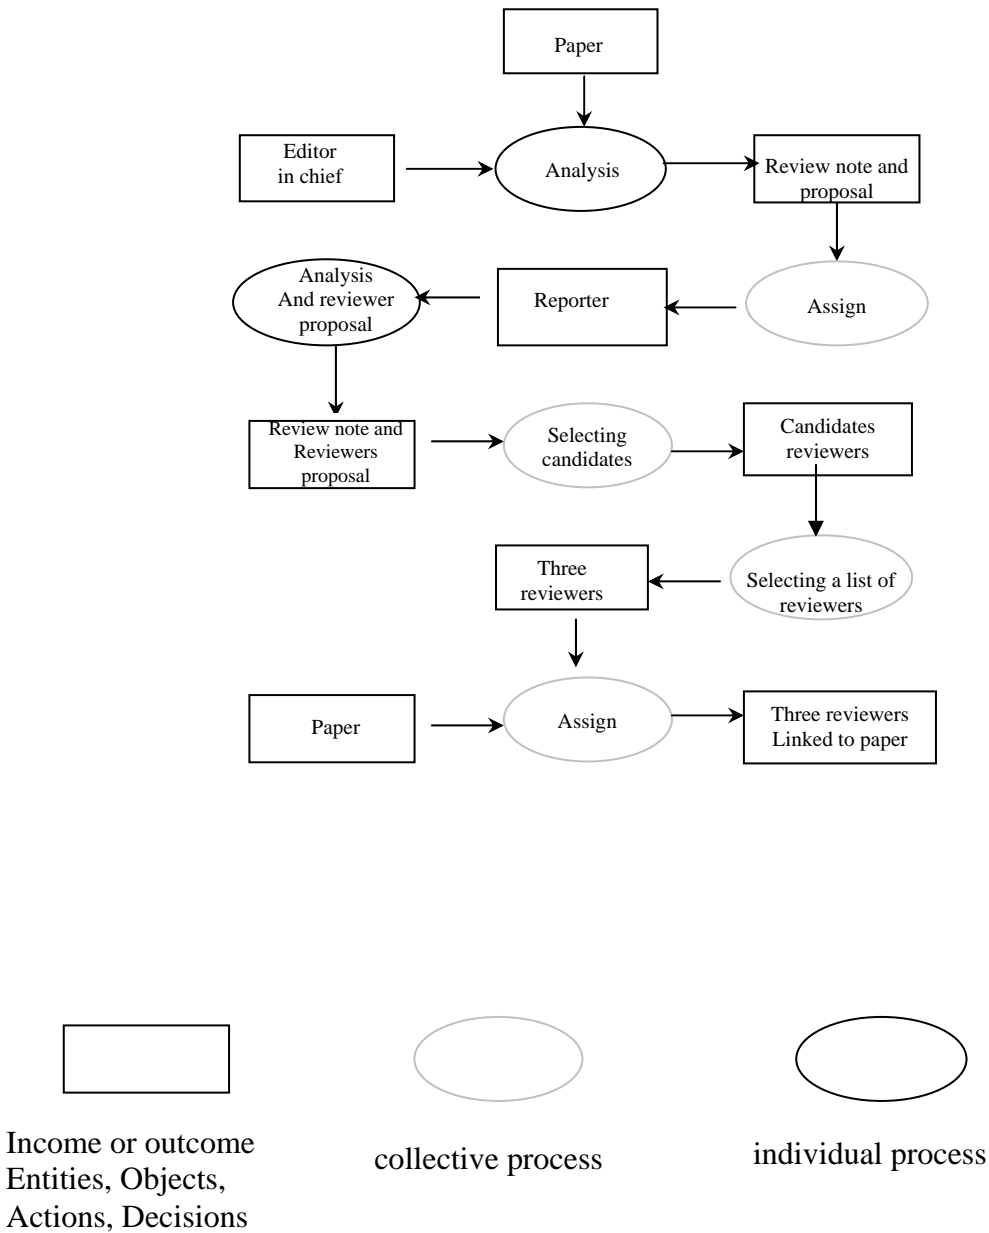 Paper
Editor
in chief
Analysis
Review note and
proposal
Analysis
And reviewer
proposal
Reporter
Assign
Review note and
Reviewers
proposal
Selecting
candidates
Candidates
reviewers
Three
reviewers
Selecting a list of
reviewers
Paper
Assign
Three reviewers
Linked to paper
Income or outcome
Entities, Objects,
Actions, Decisions
collective process
individual process